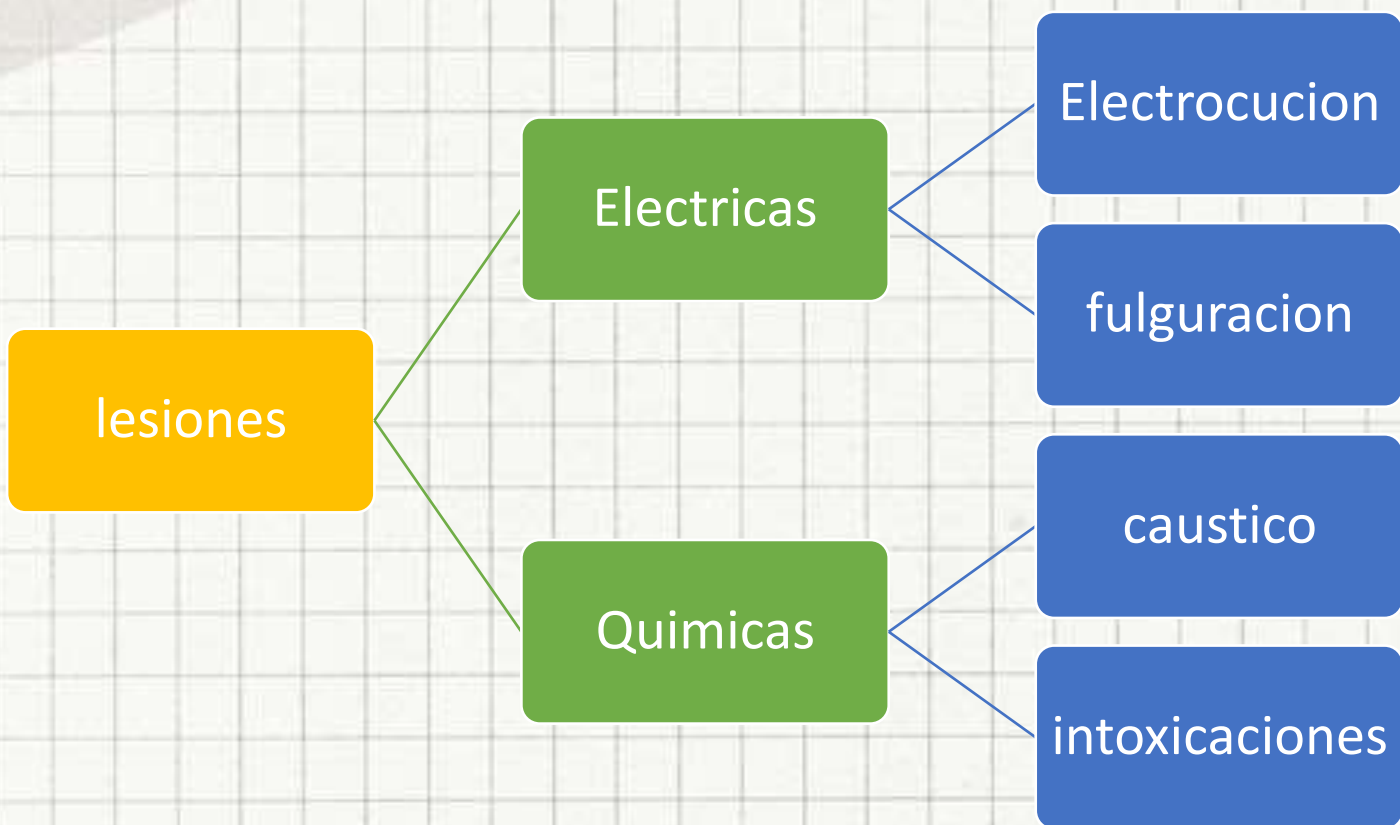 lesiones
Electricas
Electrocucion
fulguracion
Quimicas
caustico
intoxicaciones